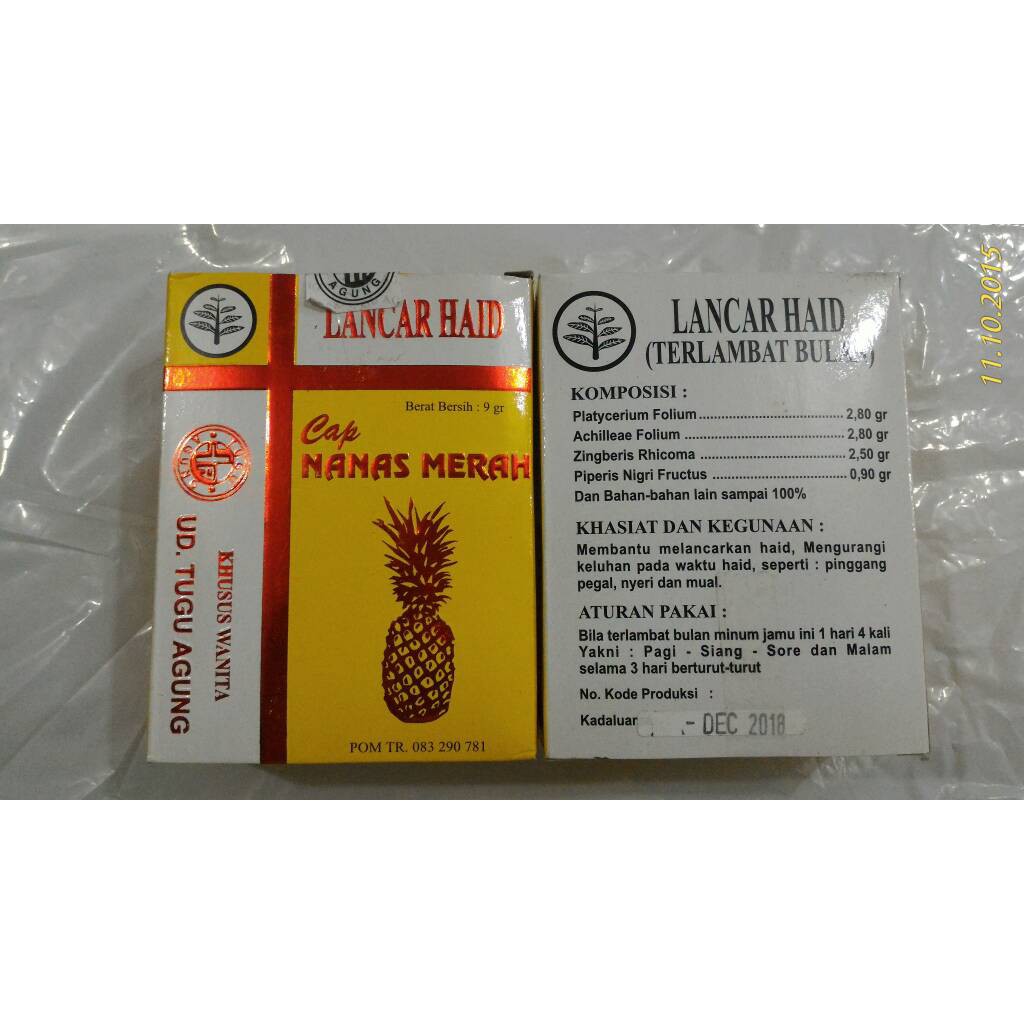 AGUNG
LANCAR HAID
Berat Bersih : 9 gr
Cap
NANAS MERAH
TUGU
AGUNG
KHUSUS WANITA
UD. TUGU AGUNG
POM TR. 083 290 781
LANCAR HAID
(TERLAMBAT BULAN)
KOMPOSISI :
Platycerium Folium ........................... 2,80 gr
Achilleae Folium ........................... 2,80 gr
Zingberis Rhicoma ........................... 2,50 gr
Piperis Nigri Fructus ........................... 0,90 gr
Dan Bahan-bahan lain sampai 100%
KHASIAT DAN KEGUNAAN :
Membantu melancarkan haid, Mengurangi
keluhan pada waktu haid, seperti : pinggang
pegal, nyeri dan mual.
ATURAN PAKAI :
Bila terlambat bulan minum jamu ini 1 hari 4 kali
Yakni : Pagi - Siang - Sore dan Malam
selama 3 hari berturut-turut
No. Kode Produksi :
Kadaluar - DEC 2018
11.10.2015